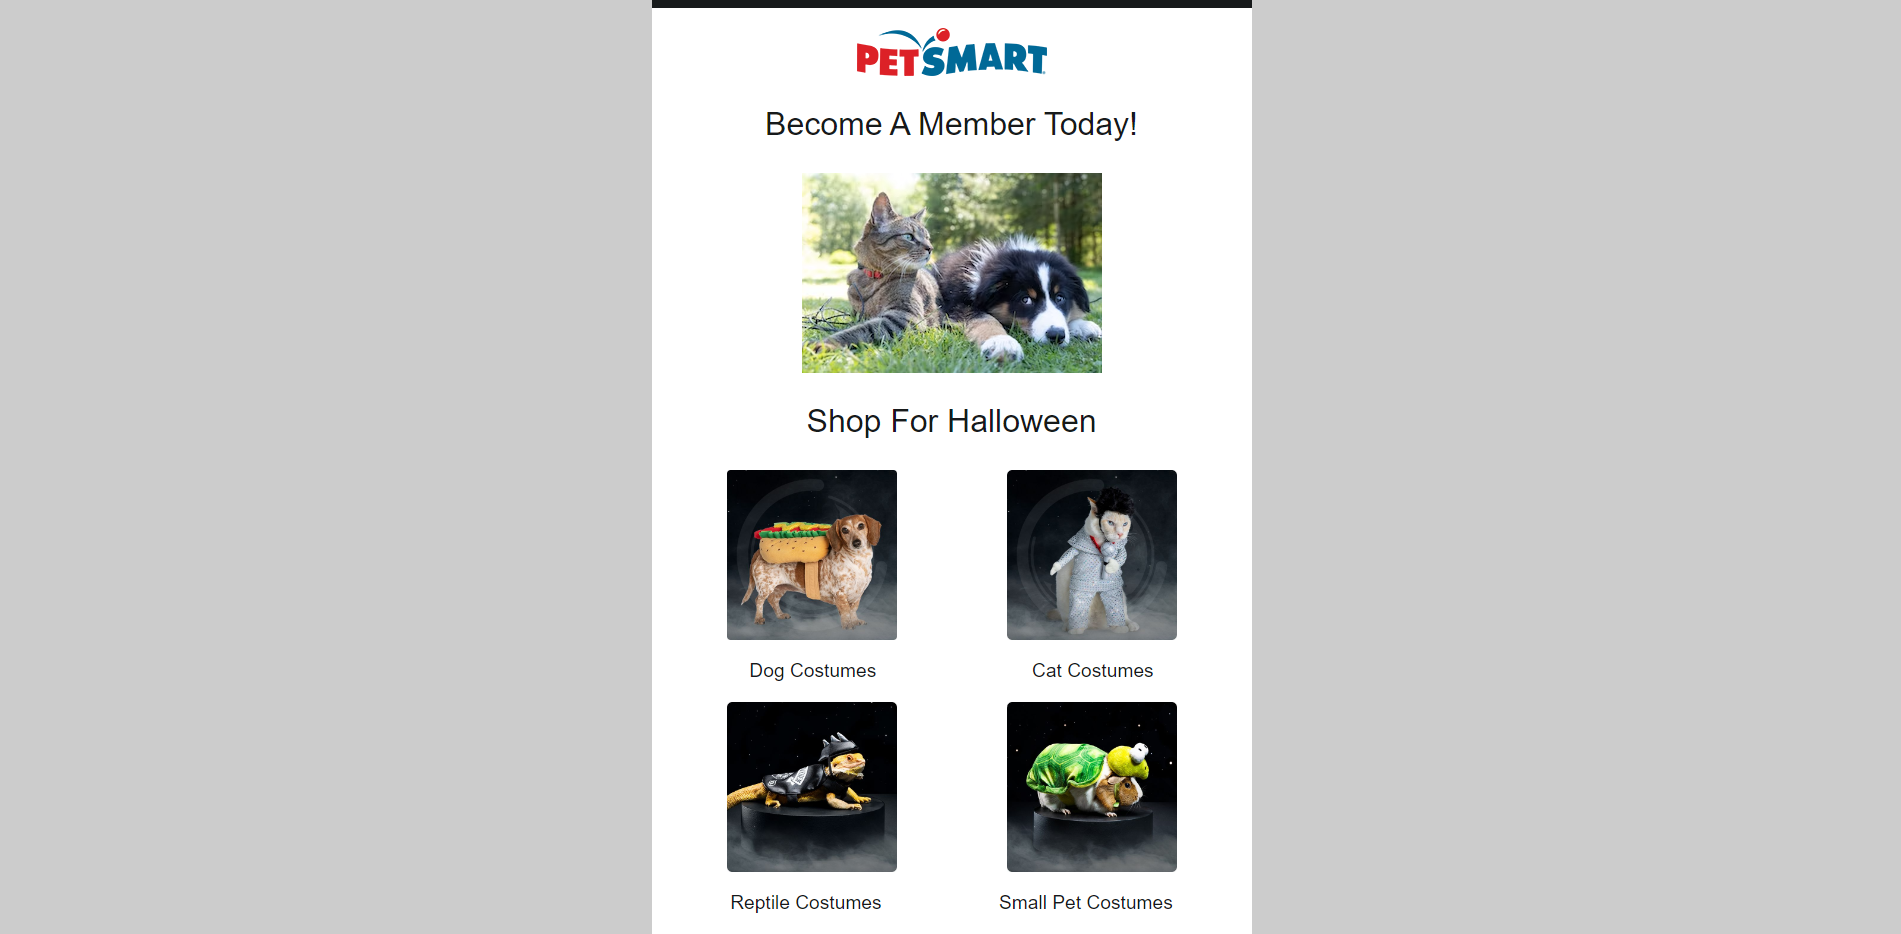 PETSMART
Become A Member Today!
Shop For Halloween
Dog Costumes
Cat Costumes
Reptile Costumes
Small Pet Costumes